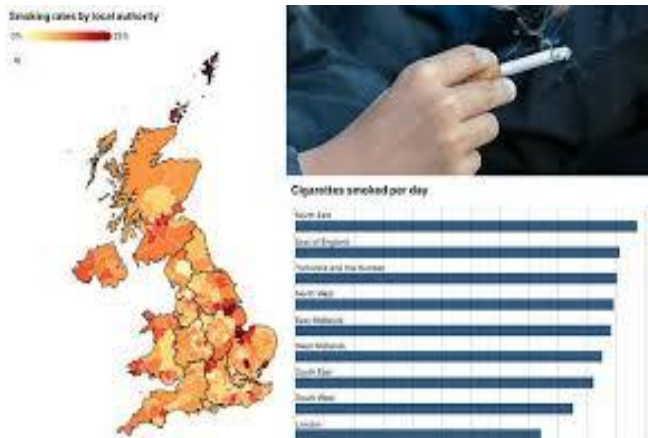 Smoking rates by local authority
0% 25%
Cigarettes smoked per day
North East
East of England
Yorkshire and the Humber
North West
East Midlands
West Midlands
South East
South West
London